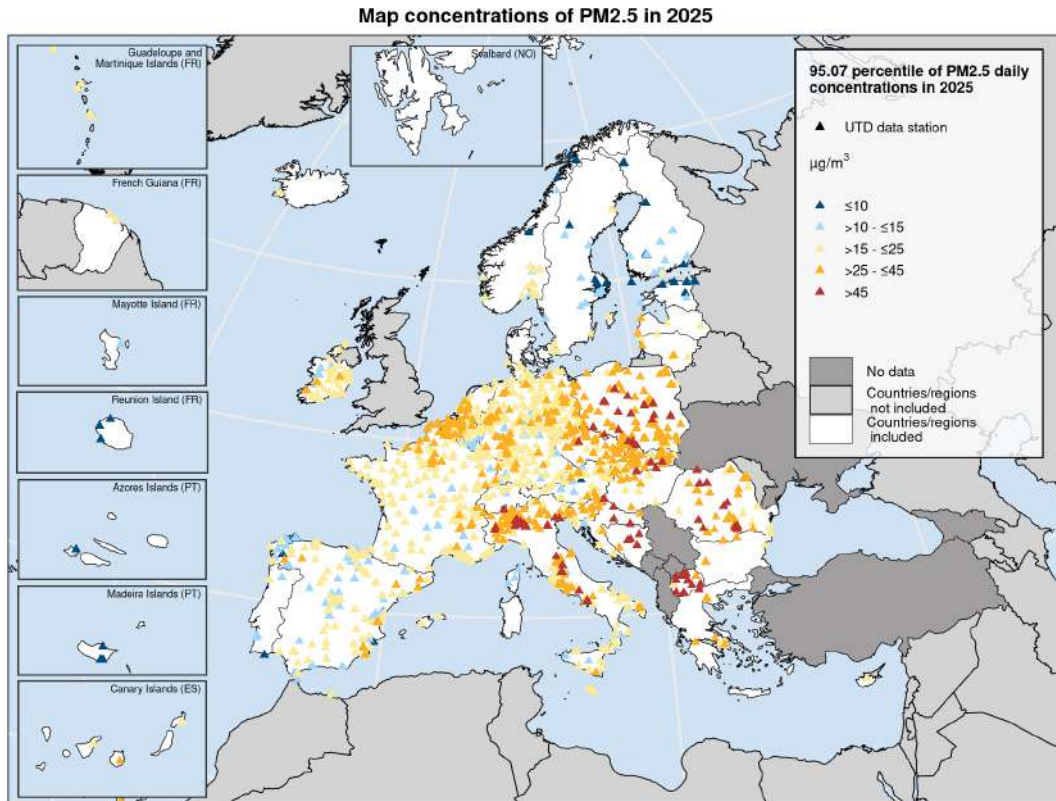 Map concentrations of PM2.5 in 2025
Guadeloupe and
Martinique Islands (FR)
Svalbard (NO)
French Guiana (FR)
Mayotte Island (FR)
Reunion Island (FR)
Azores Islands (PT)
Madeira Islands (PT)
Canary Islands (ES)
95.07 percentile of PM2.5 daily
concentrations in 2025
UTD data station
µg/m³
≤10
>10 - ≤15
>15 - ≤25
>25 - ≤45
>45
No data
Countries/regions
not included
Countries/regions
included